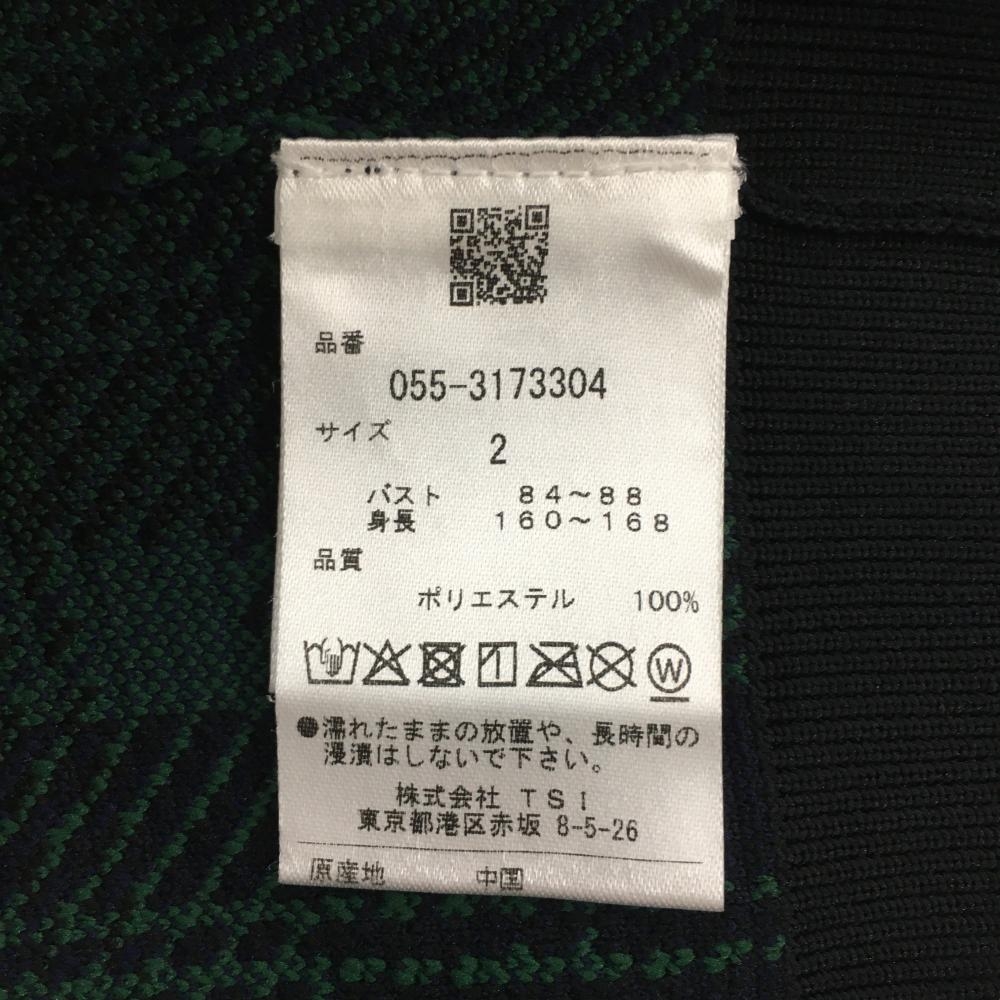 品番
055-3173304
サイズ
2
バスト 84～88
身長 160～168
品質
ポリエステル 100%
W
●濡れたままの放置や、長時間の
浸漬はしないで下さい。
株式会社 TSI
東京都港区赤坂 8-5-26
原産地 中国